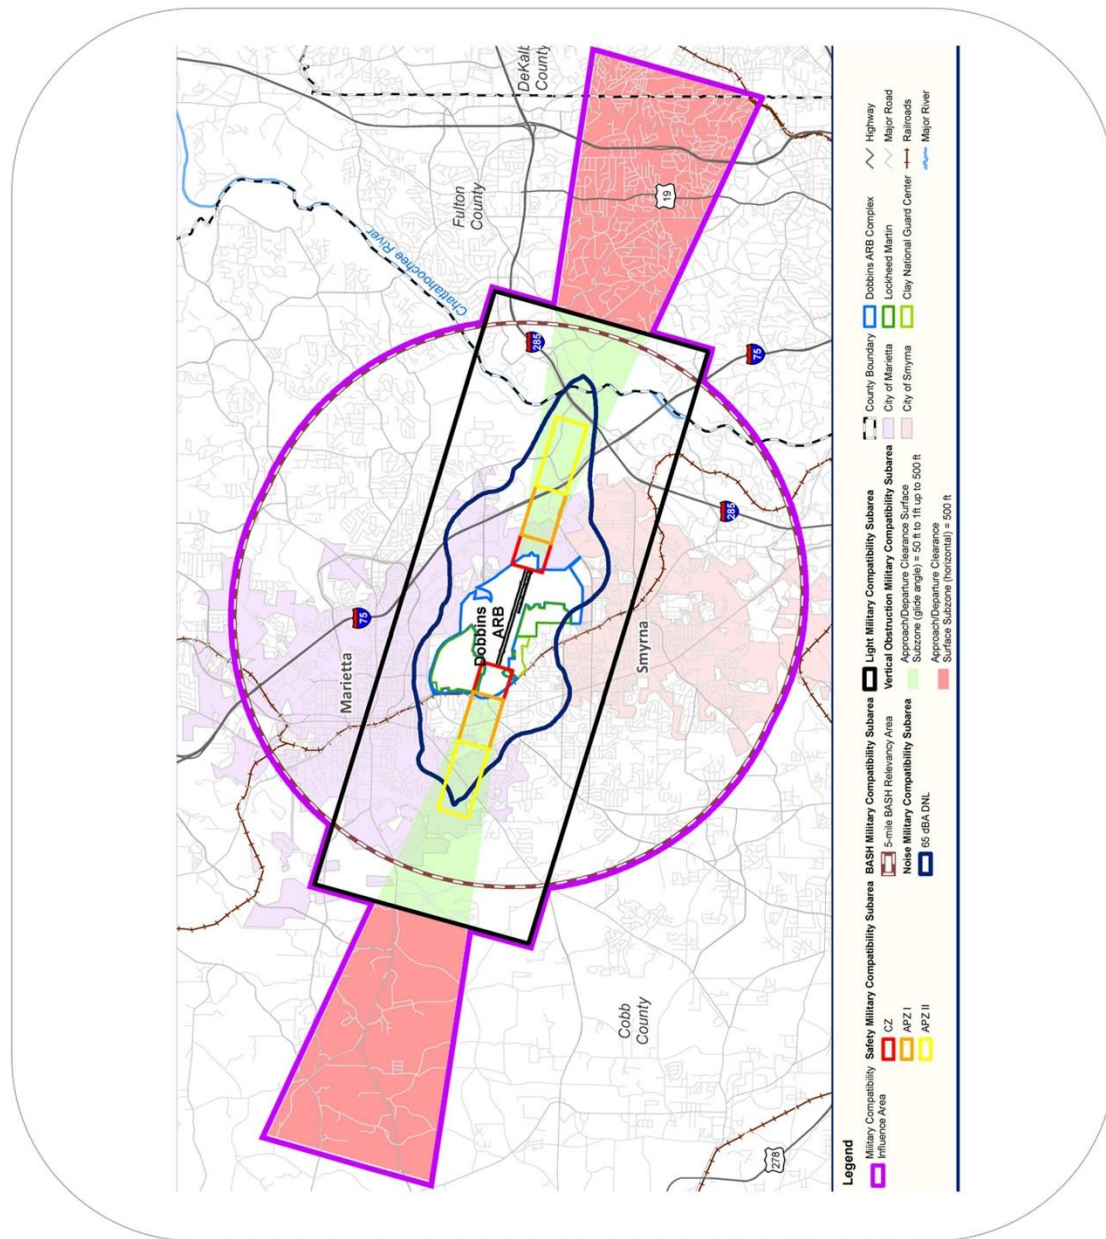 DeKalb
County
Fulton
County
Chattahoochee River
19
285
75
75
285
Dobbins
ARB
Marietta
Smyrna
Cobb
County
278
Legend
Military Compatibility
Influence Area
Safety Military Compatibility Subarea
CZ
APZ I
APZ II
BASH Military Compatibility Subarea
5-mile BASH Relevancy Area
Noise Military Compatibility Subarea
65 dBA DNL
Light Military Compatibility Subarea
Vertical Obstruction Military Compatibility Subarea
Approach/Departure Clearance Surface
Subzone (glide angle) = 50 ft to 1ft up to 500 ft
Approach/Departure Clearance
Surface Subzone (horizontal) = 500 ft
County Boundary
City of Marietta
City of Smyrna
Dobbins ARB Complex
Lockheed Martin
Clay National Guard Center
Highway
Major Road
Railroads
Major River